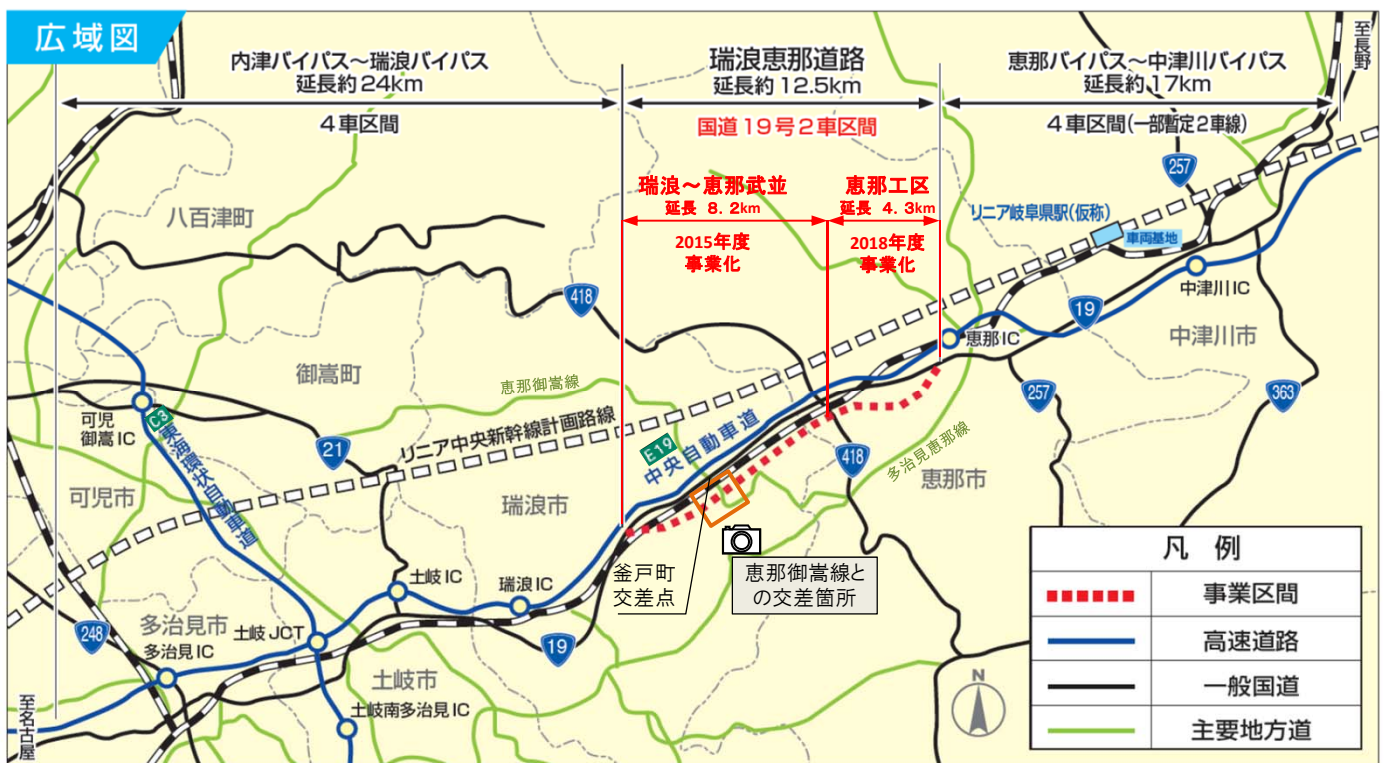 広域図
内津バイパス～瑞浪バイパス
延長約24km
4車区間
瑞浪恵那道路
延長約12.5km
国道19号2車区間
恵那バイパス～中津川バイパス
延長約17km
4車区間(一部暫定2車線)
至長野
瑞浪～恵那武並
延長 8.2km
2015年度
事業化
恵那工区
延長 4.3km
2018年度
事業化
257
リニア岐阜県駅(仮称)
車両基地
中津川IC
19
中津川市
八百津町
418
恵那IC
御嵩町
恵那御嵩線
257
363
可児
御嵩IC
C3
東海環状自動車道
21
リニア中央新幹線計画路線
E19
中央自動車道
418
多治見恵那線
恵那市
可児市
瑞浪市
釜戸町
交差点
恵那御嵩線と
の交差箇所
土岐IC
瑞浪IC
248
多治見市
多治見IC
土岐JCT
19
土岐市
土岐南多治見IC
至名古屋
N
凡例
事業区間
高速道路
一般国道
主要地方道